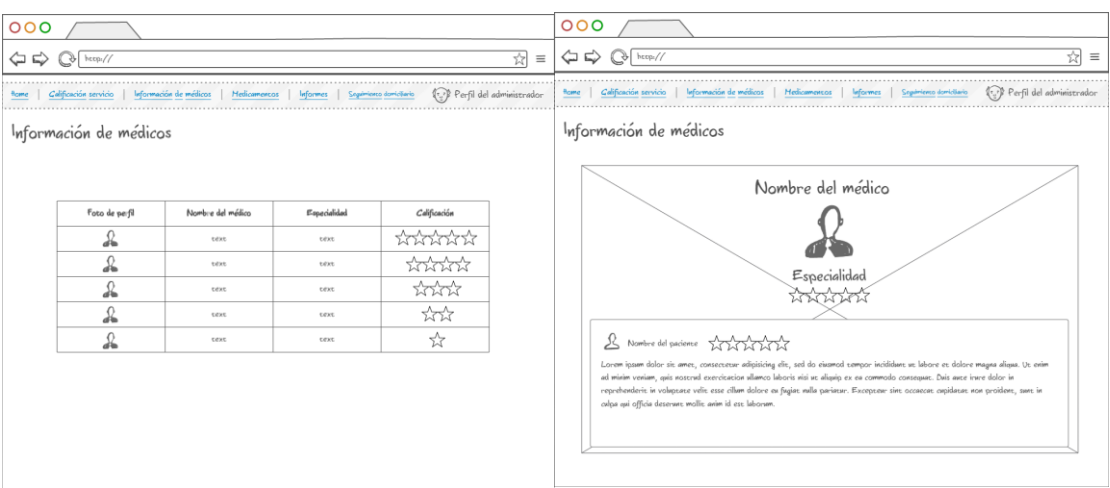 http://
Home | Calificación servicio | Información de médicos | Medicamentos | Informes | Seguimiento domiciliario Perfil del administrador
Información de médicos
Foto de perfil Nombre del médico Especialidad Calificación
text text
text text
text text
text text
text text
http://
Home | Calificación servicio | Información de médicos | Medicamentos | Informes | Seguimiento domiciliario Perfil del administrador
Información de médicos
Nombre del médico
Especialidad
Nombre del paciente
Lorem ipsum dolor sit amet, consectetur adipisicing elit, sed do eiusmod tempor incididunt ut labore et dolore magna aliqua. Ut enim
ad minim veniam, quis nostrud exercitation ullamco laboris nisi ut aliquip ex ea commodo consequat. Duis aute irure dolor in
reprehenderit in voluptate velit esse cillum dolore eu fugiat nulla pariatur. Excepteur sint occaecat cupidatat non proident, sunt in
culpa qui officia deserunt mollit anim id est laborum.